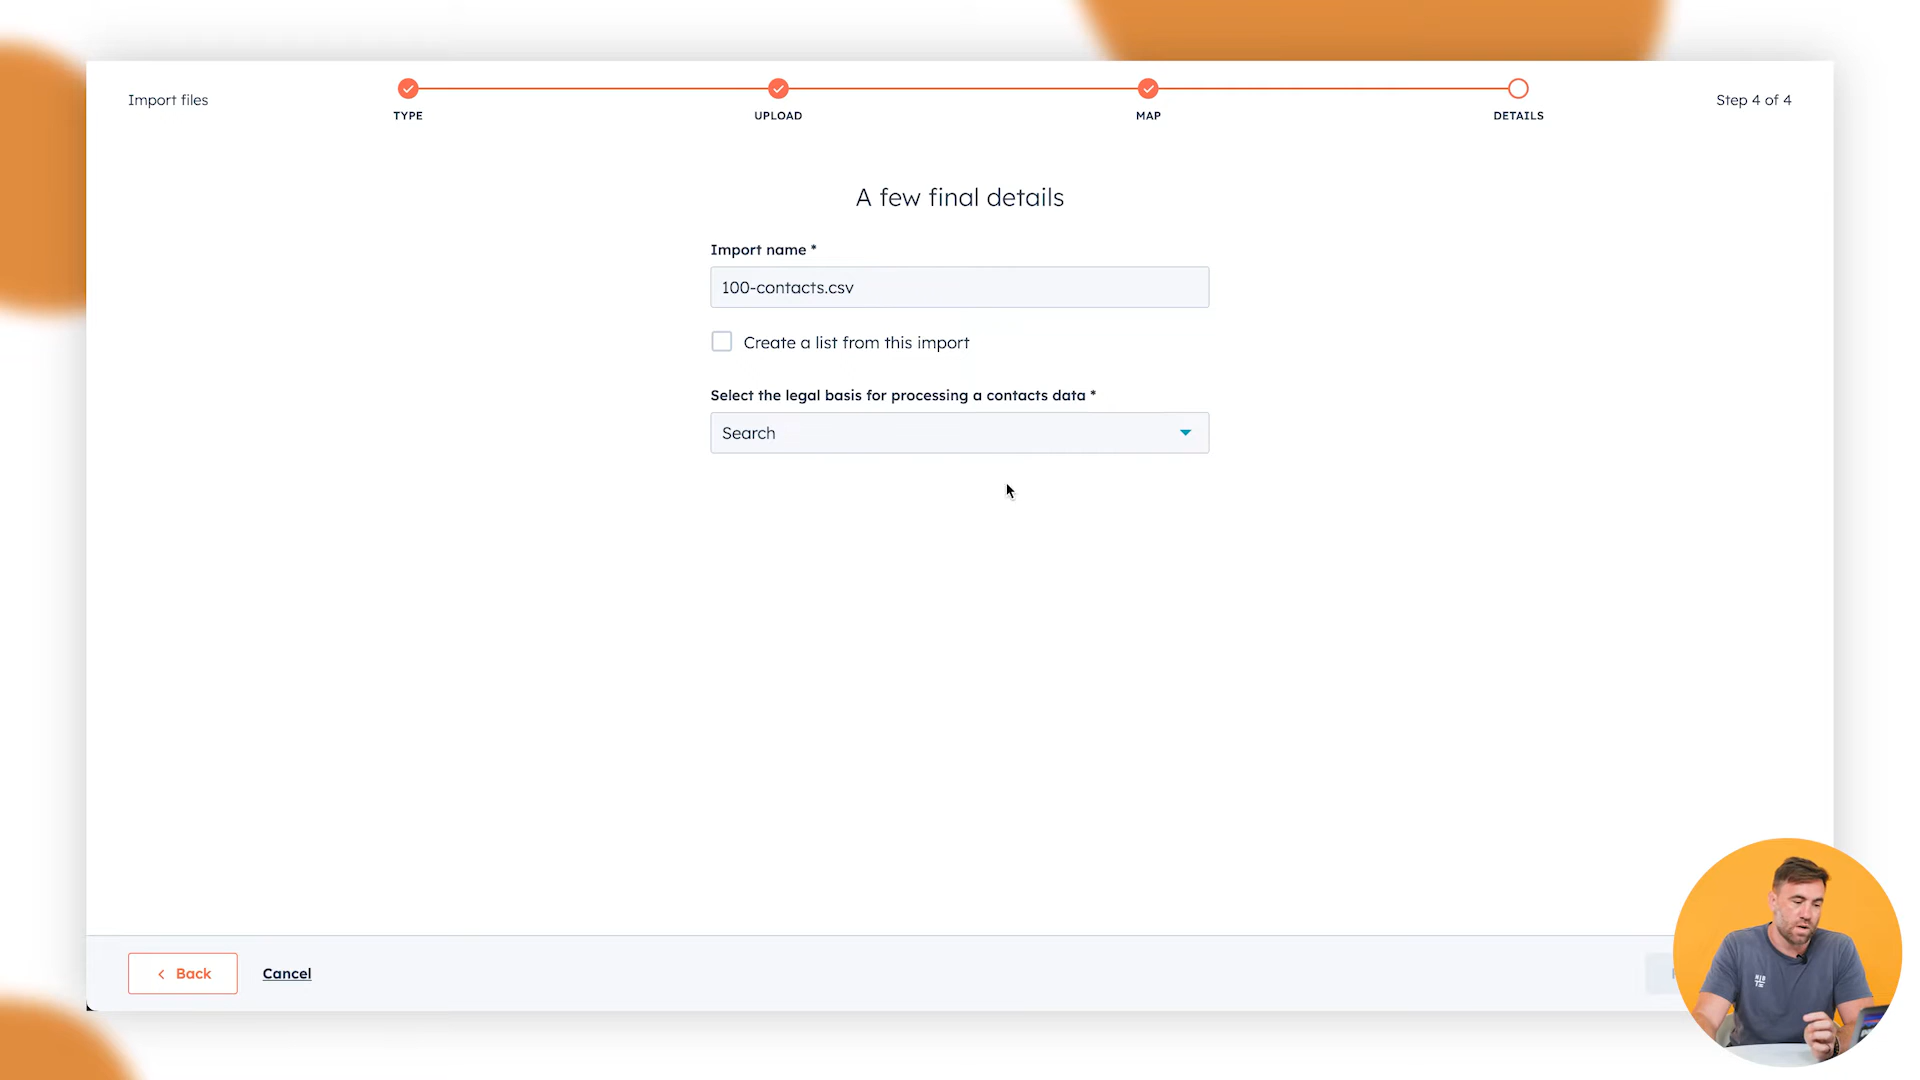 Import files
TYPE
UPLOAD
MAP
DETAILS
Step 4 of 4
A few final details
Import name *
100-contacts.csv
Create a list from this import
Select the legal basis for processing a contacts data *
Search
Back
Cancel